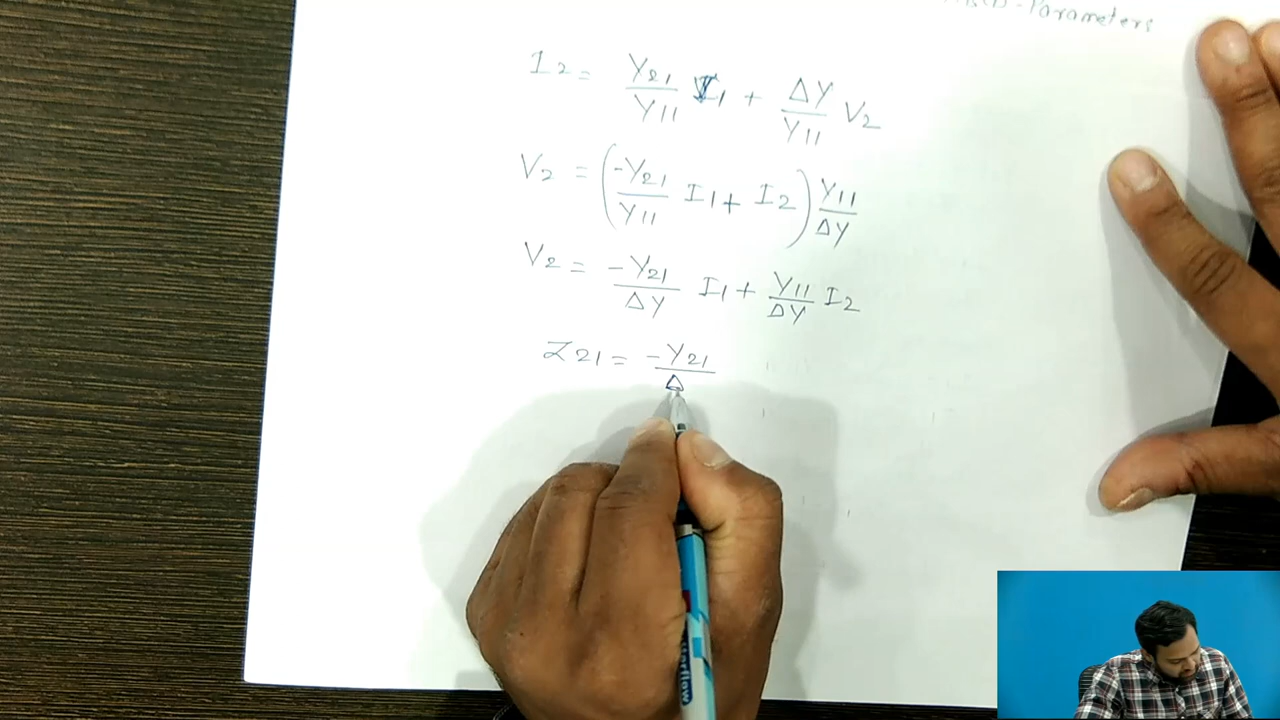 -Parameters
I2 = Y21/Y11 I1 + ΔY/Y11 V2
V2 = (-Y21/Y11 I1 + I2) Y11/ΔY
V2 = -Y21/ΔY I1 + Y11/ΔY I2
Z21 = -Y21/Δ